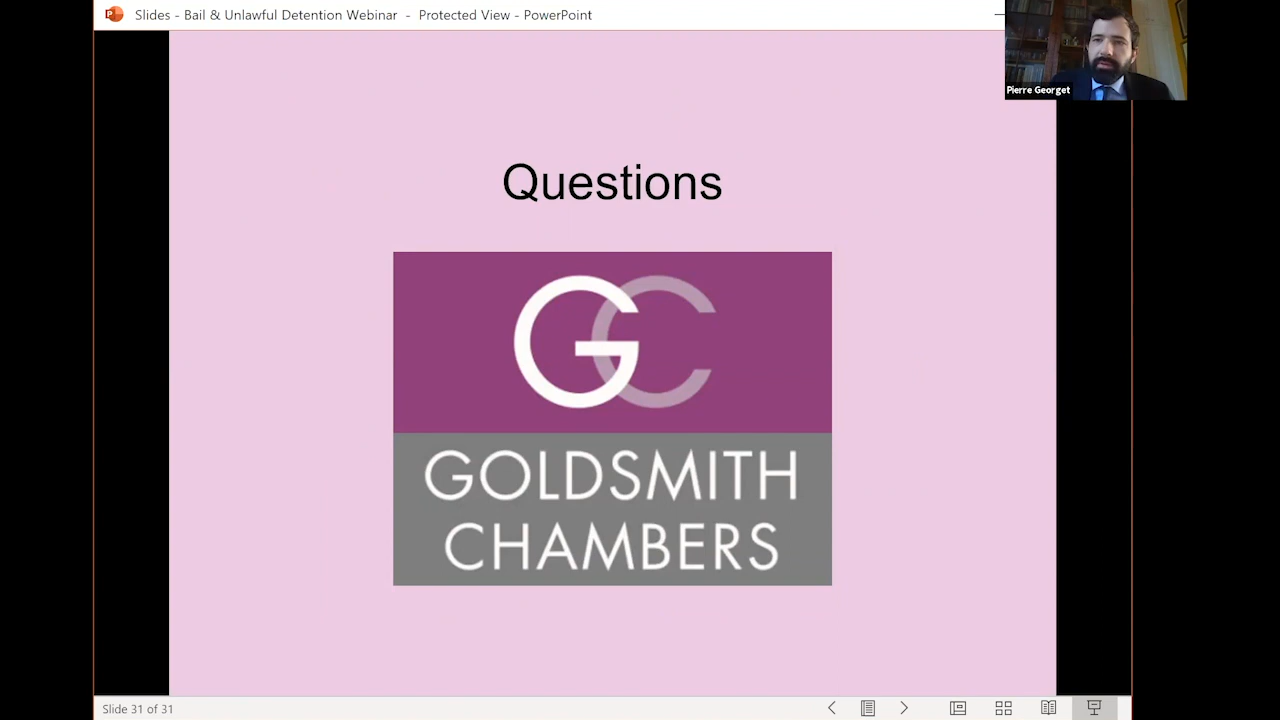 Slides - Bail & Unlawful Detention Webinar - Protected View - PowerPoint
Pierre Georget
Questions
GC
GOLDSMITH
CHAMBERS
Slide 31 of 31